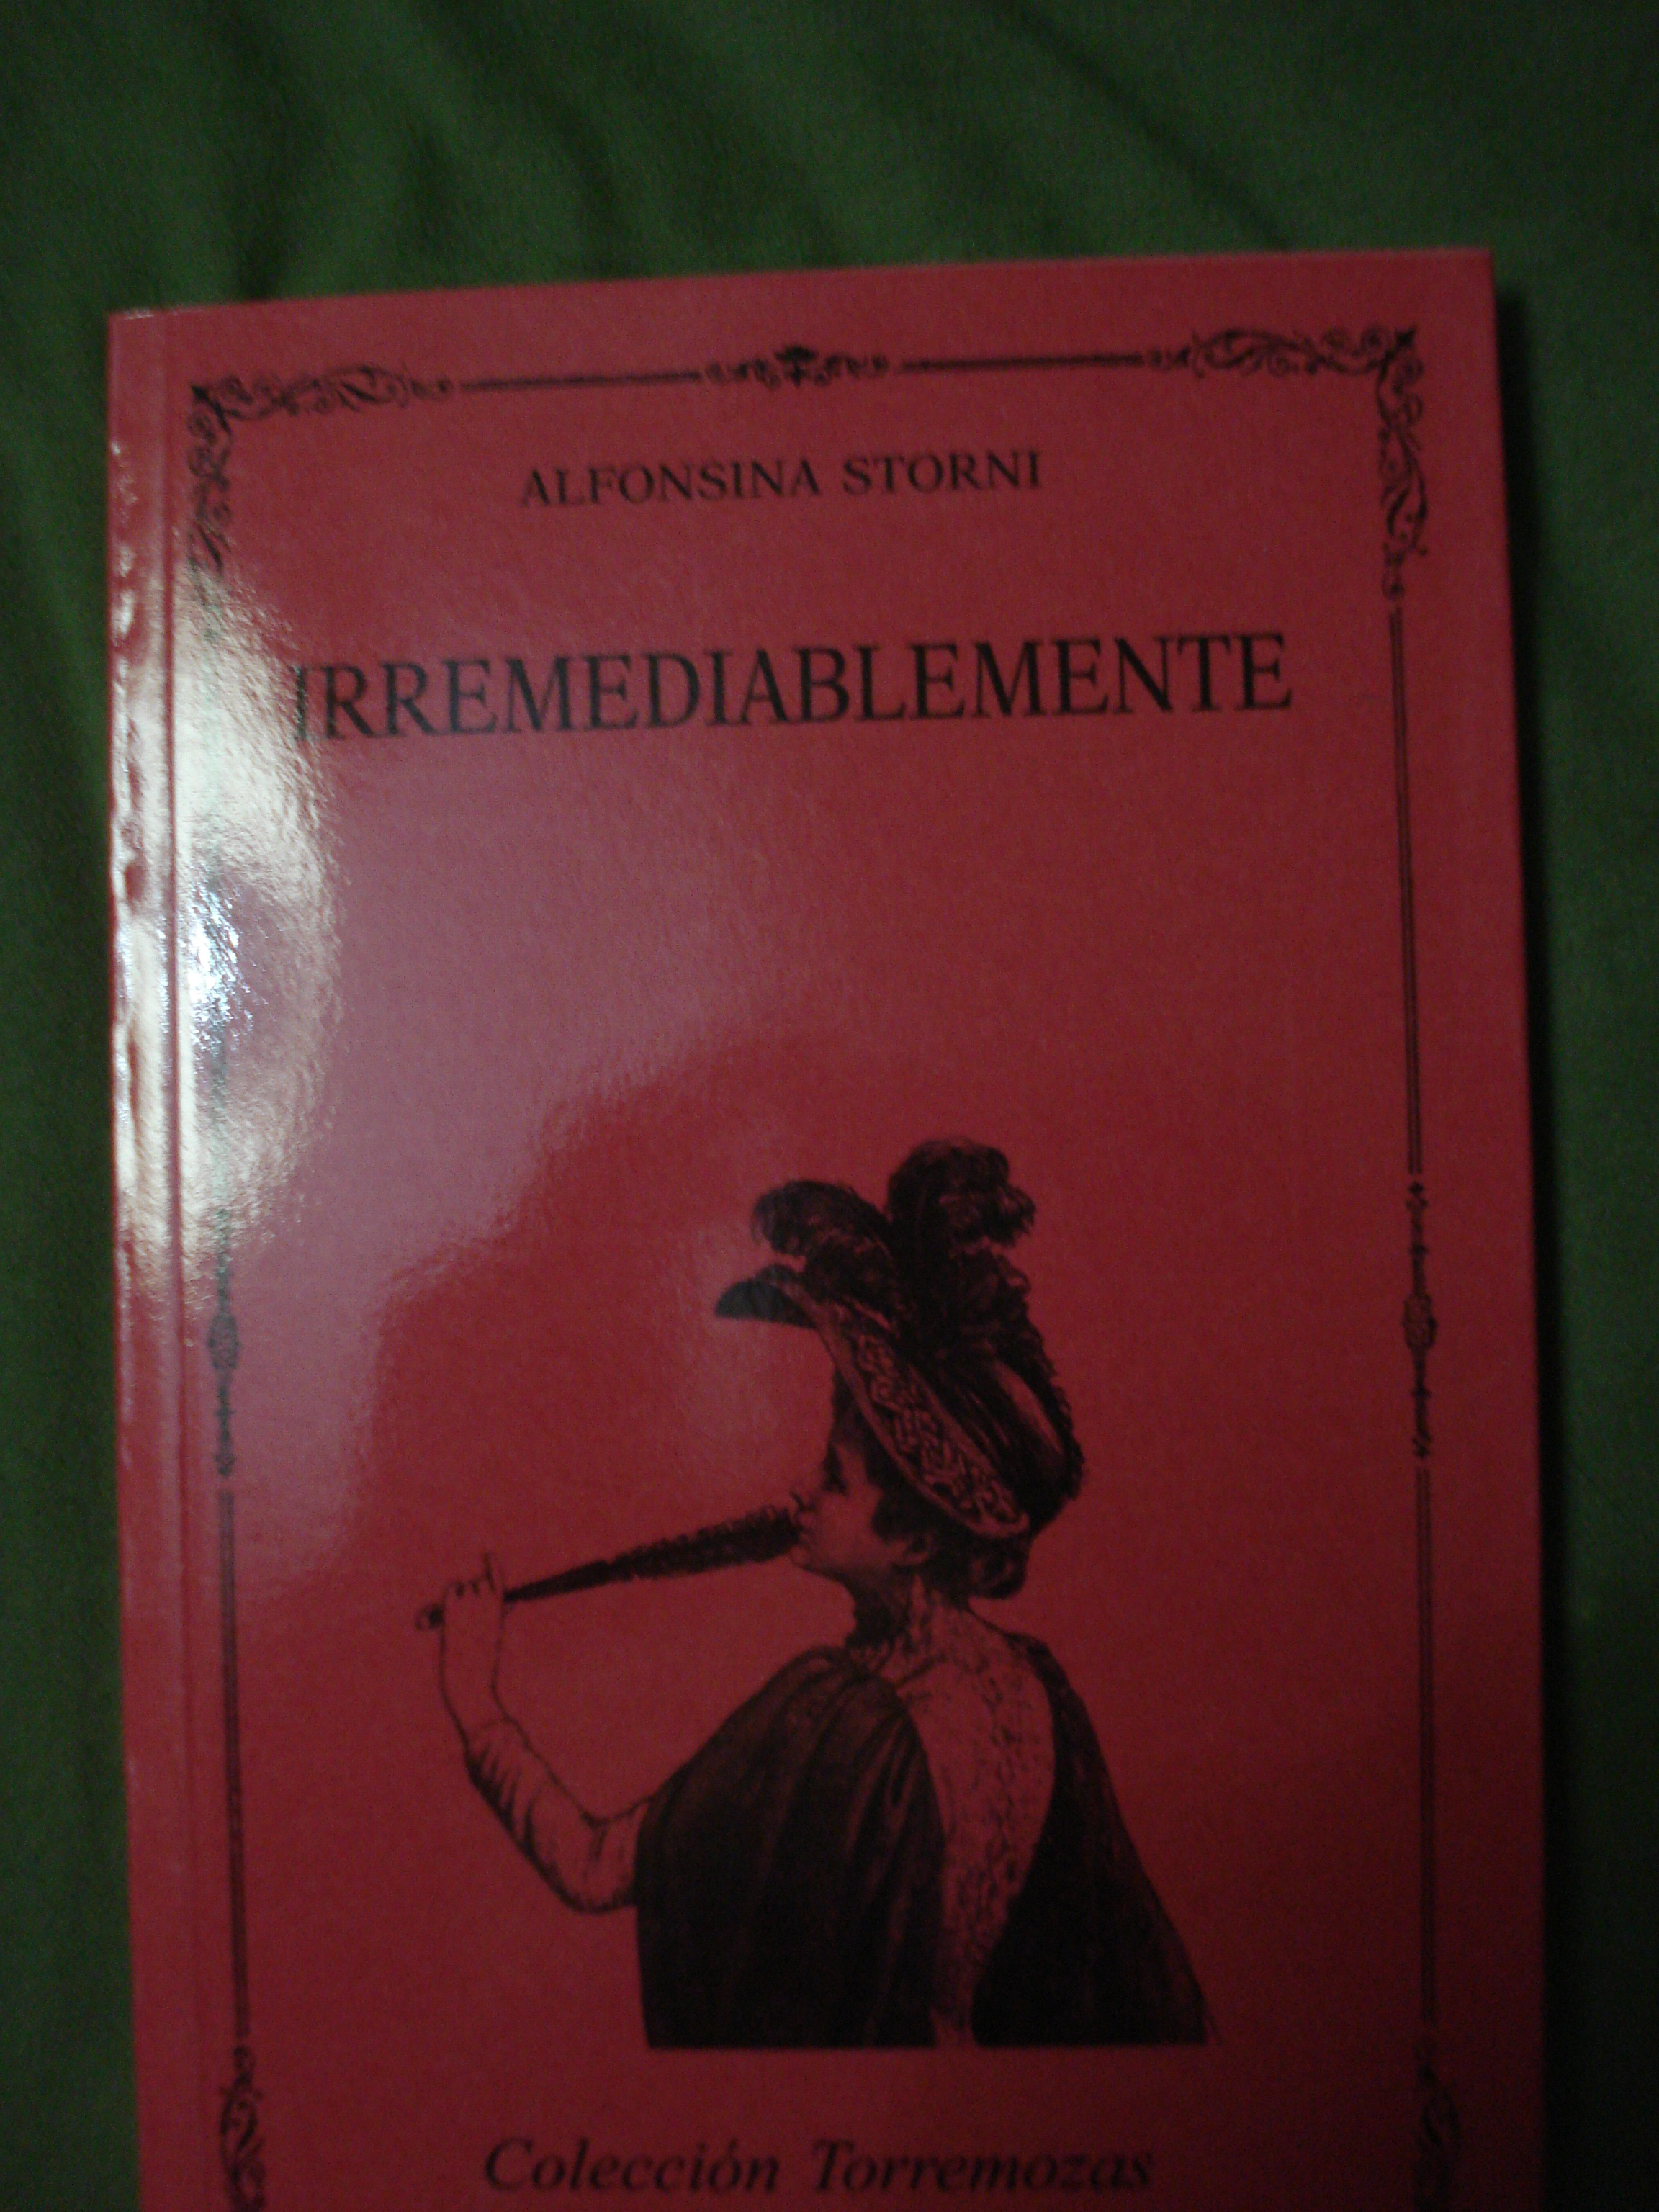 ALFONSINA STORNI
IRREMEDIABLEMENTE
Colección Torremozas